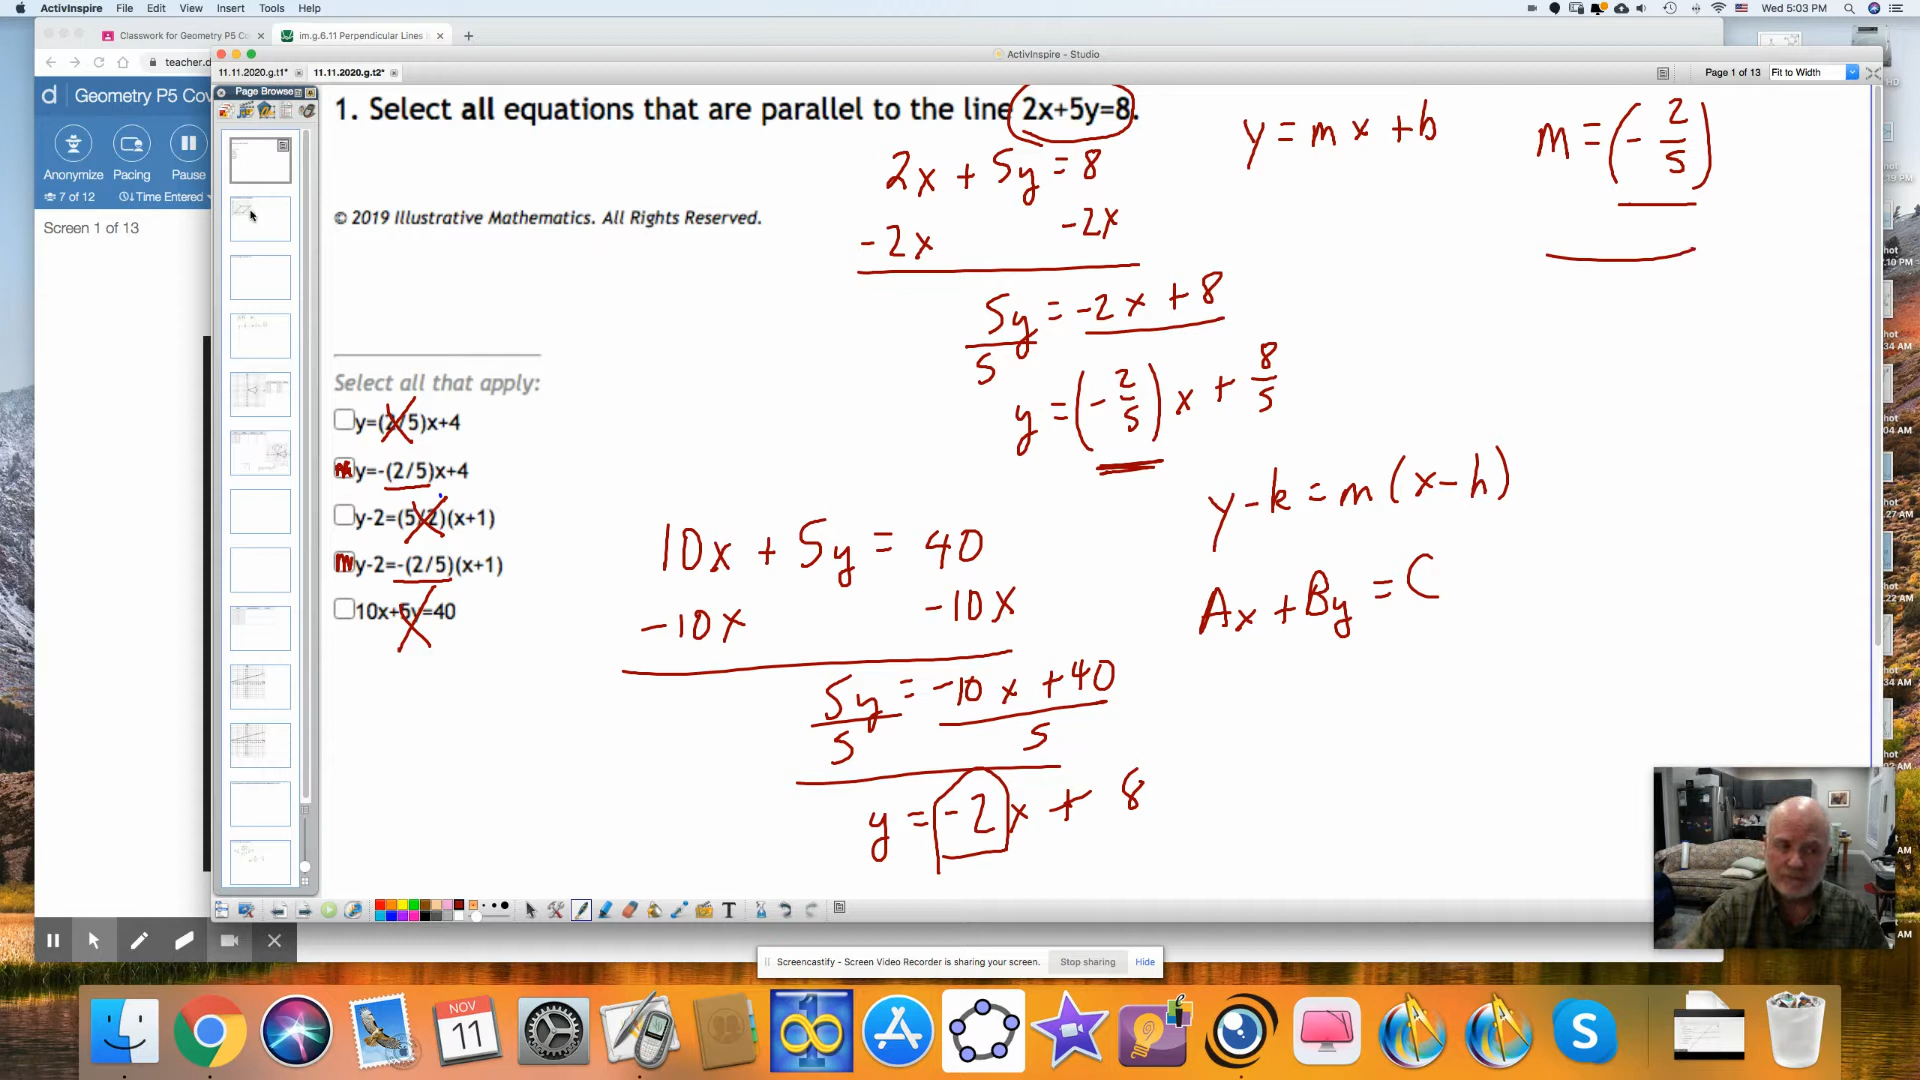 ActivInspire File Edit View Insert Tools Help
Wed 5:03 PM
Classwork for Geometry P5 Co
im.g.6.11 Perpendicular Lines
teacher.d
ActivInspire - Studio
11.11.2020.g.t1*
11.11.2020.g.t2*
Page 1 of 13
Fit to Width
Page Browse
d Geometry P5 Cov
Anonymize Pacing Pause
7 of 12 Time Entered
Screen 1 of 13
1. Select all equations that are parallel to the line 2x+5y=8.
© 2019 Illustrative Mathematics. All Rights Reserved.
Select all that apply:
y=(2/5)x+4
y=-(2/5)x+4
y-2=(5/2)(x+1)
y-2=-(2/5)(x+1)
10x+5y=40
2x + 5y = 8
-2x -2x
5y = -2x + 8
5
y = (-2/5)x + 8/5
y = mx + b
m = (-2/5)
y-k = m(x-h)
Ax + By = C
10x + 5y = 40
-10x -10x
5y = -10x + 40
5 5
y = -2x + 8
Screencastify - Screen Video Recorder is sharing your screen.
Stop sharing
Hide
NOV
11